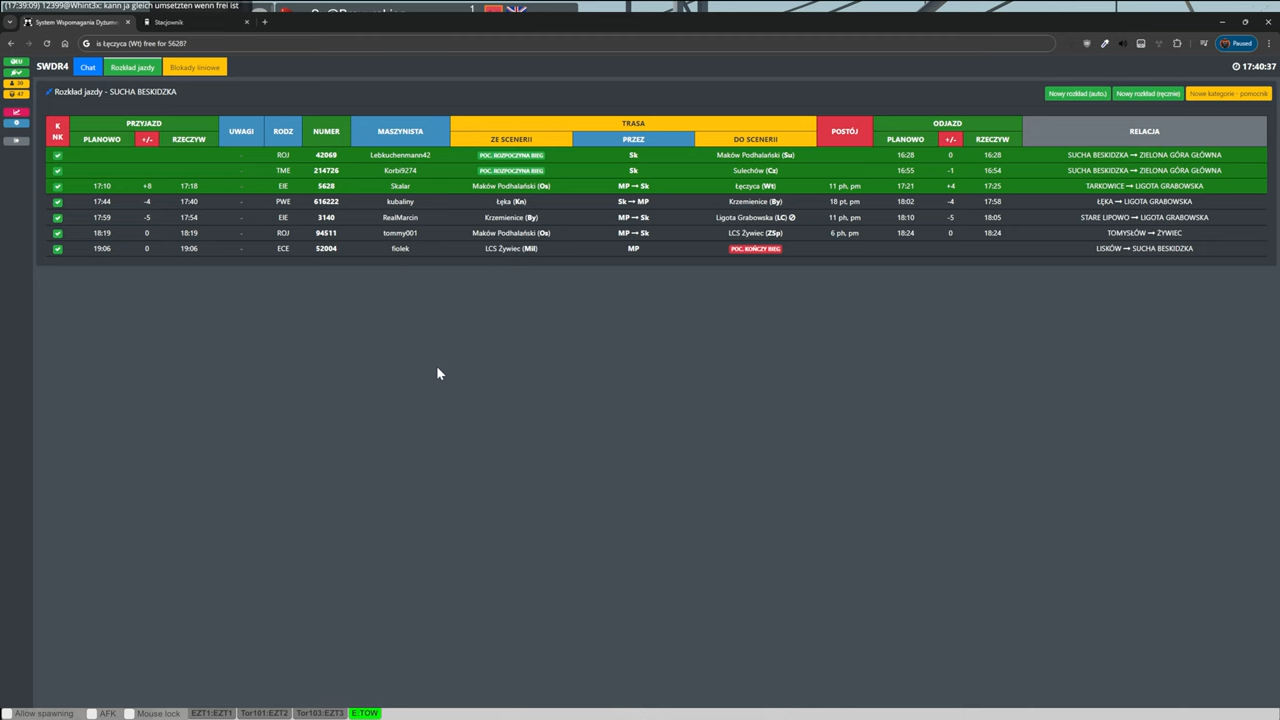 (17:39:09) 12399@Whint3x: kann ja gleich umsetzten wenn frei ist
System Wspomagania Dyżurne
Stacjownik
is Łęczyca (Wt) free for 5628?
Paused
SWDR4 Chat Rozkład jazdy Blokady liniowe 17:40:37
Rozkład jazdy - SUCHA BESKIDZKA
Nowy rozkład (auto.) Nowy rozkład (ręcznie) Nowe kategorie - pomocnik
K NK PRZYJAZD UWAGI RODZ NUMER MASZYNISTA TRASA POSTÓJ ODJAZD RELACJA
PLANOWO +/- RZECZYW ZE SCENERII PRZEZ DO SCENERII PLANOWO +/- RZECZYW
- ROJ 42069 Lebkuchenmann42 POC. ROZPOCZYNA BIEG Sk Maków Podhalański (Su) 16:28 0 16:28 SUCHA BESKIDZKA → ZIELONA GÓRA GŁÓWNA
- TME 214726 Korbi9274 POC. ROZPOCZYNA BIEG Sk Sulechów (Cz) 16:55 -1 16:54 SUCHA BESKIDZKA → ZIELONA GÓRA GŁÓWNA
17:10 +8 17:18 - EIE 5628 Skalar Maków Podhalański (Os) MP → Sk Łęczyca (Wt) 11 ph, pm 17:21 +4 17:25 TARKOWICE → LIGOTA GRABOWSKA
17:44 -4 17:40 - PWE 616222 kubaliny Łęka (Kn) Sk → MP Krzemienice (By) 18 pt, pm 18:02 -4 17:58 ŁĘKA → LIGOTA GRABOWSKA
17:59 -5 17:54 - EIE 3140 RealMarcin Krzemienice (By) MP → Sk Ligota Grabowska (LC) 11 ph, pm 18:10 -5 18:05 STARE LIPOWO → LIGOTA GRABOWSKA
18:19 0 18:19 - ROJ 94511 tommy001 Maków Podhalański (Os) MP → Sk LCS Żywiec (ZSp) 6 ph, pm 18:24 0 18:24 TOMYSŁÓW → ŻYWIEC
19:06 0 19:06 - ECE 52004 fiolek LCS Żywiec (Mil) MP POC. KOŃCZY BIEG LISKÓW → SUCHA BESKIDZKA
EU
30
47
Allow spawning AFK Mouse lock EZT1:EZT1 Tor101:EZT2 Tor103:EZT3 E:TOW